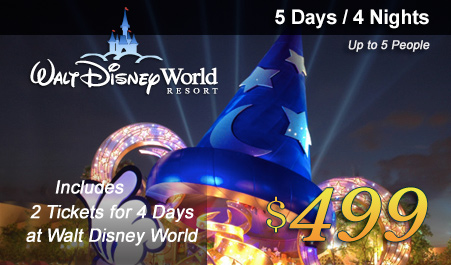 5 Days / 4 Nights
Up to 5 People
WALT DISNEY World
RESORT
Includes
2 Tickets for 4 Days
at Walt Disney World
$499